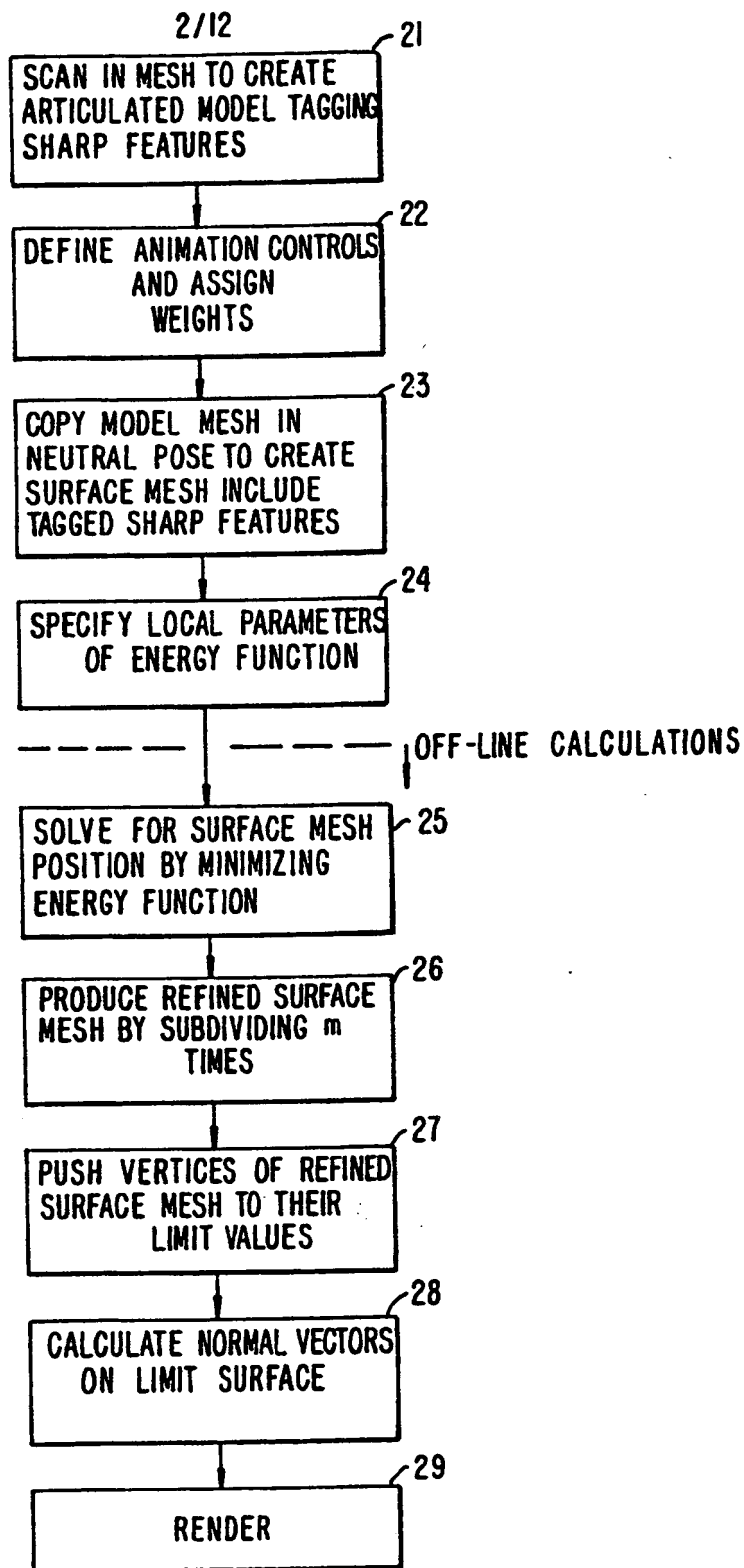 2/12
21
SCAN IN MESH TO CREATE
ARTICULATED MODEL TAGGING
SHARP FEATURES
22
DEFINE ANIMATION CONTROLS
AND ASSIGN
WEIGHTS
23
COPY MODEL MESH IN
NEUTRAL POSE TO CREATE
SURFACE MESH INCLUDE
TAGGED SHARP FEATURES
24
SPECIFY LOCAL PARAMETERS
OF ENERGY FUNCTION
OFF-LINE CALCULATIONS
25
SOLVE FOR SURFACE MESH
POSITION BY MINIMIZING
ENERGY FUNCTION
26
PRODUCE REFINED SURFACE
MESH BY SUBDIVIDING m
TIMES
27
PUSH VERTICES OF REFINED
SURFACE MESH TO THEIR
LIMIT VALUES
28
CALCULATE NORMAL VECTORS
ON LIMIT SURFACE
29
RENDER